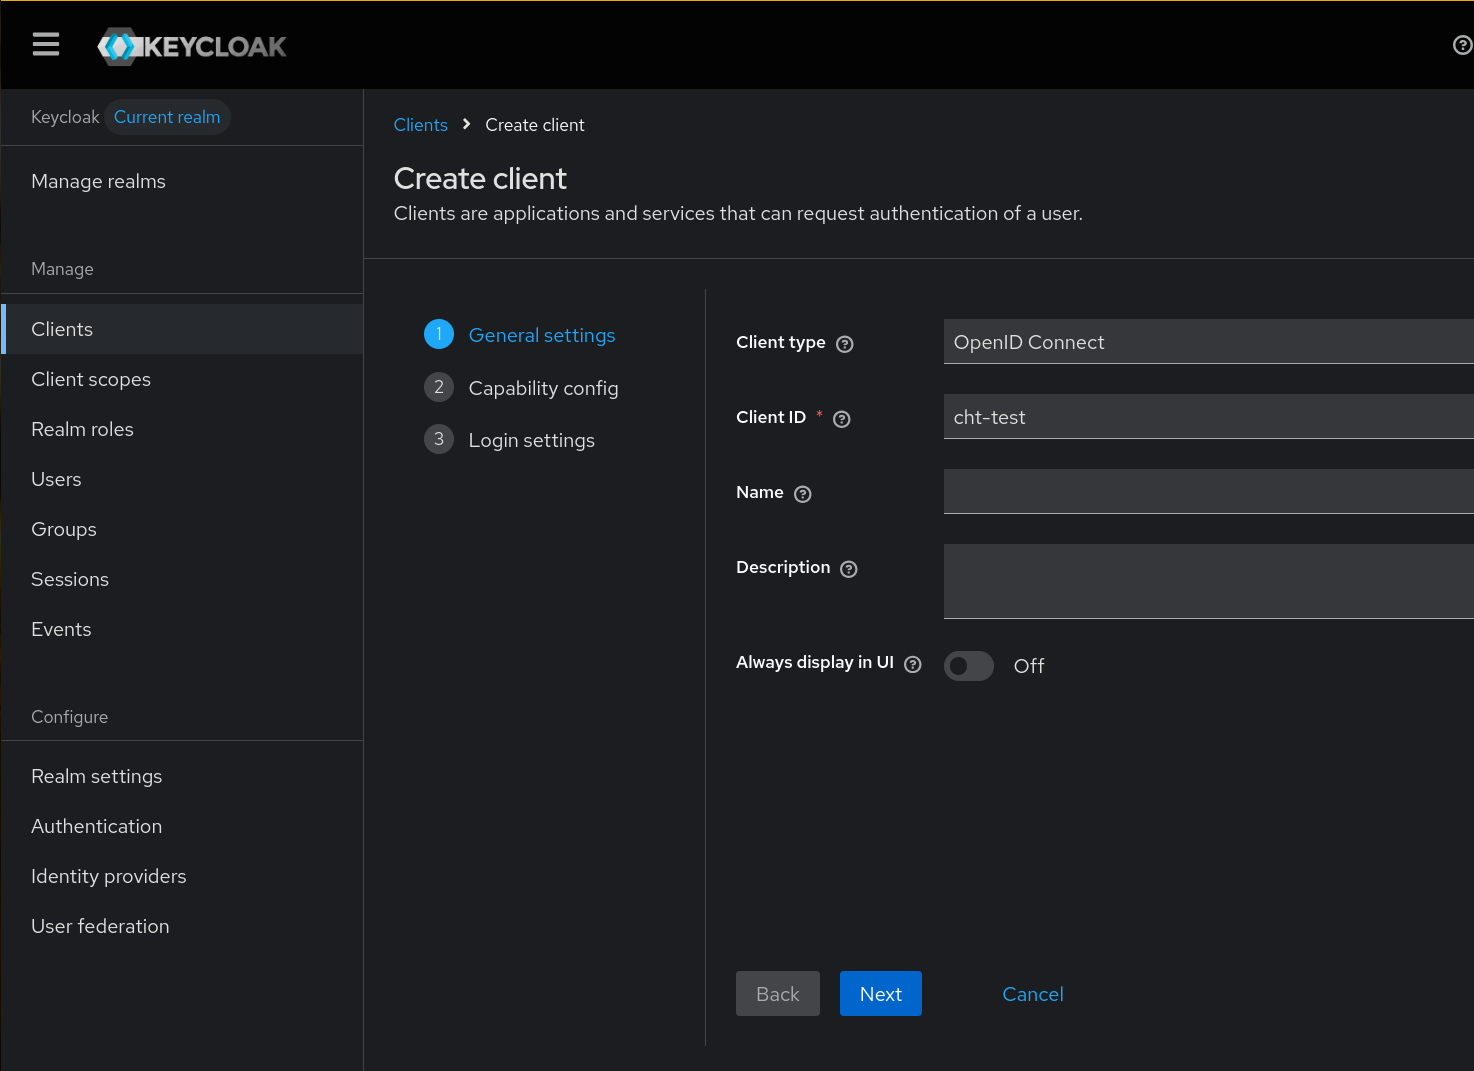 KEYCLOAK
Keycloak Current realm
Manage realms
Manage
Clients
Client scopes
Realm roles
Users
Groups
Sessions
Events
Configure
Realm settings
Authentication
Identity providers
User federation
Clients > Create client
Create client
Clients are applications and services that can request authentication of a user.
1 General settings
2 Capability config
3 Login settings
Client type OpenID Connect
Client ID * cht-test
Name
Description
Always display in UI Off
Back Next Cancel